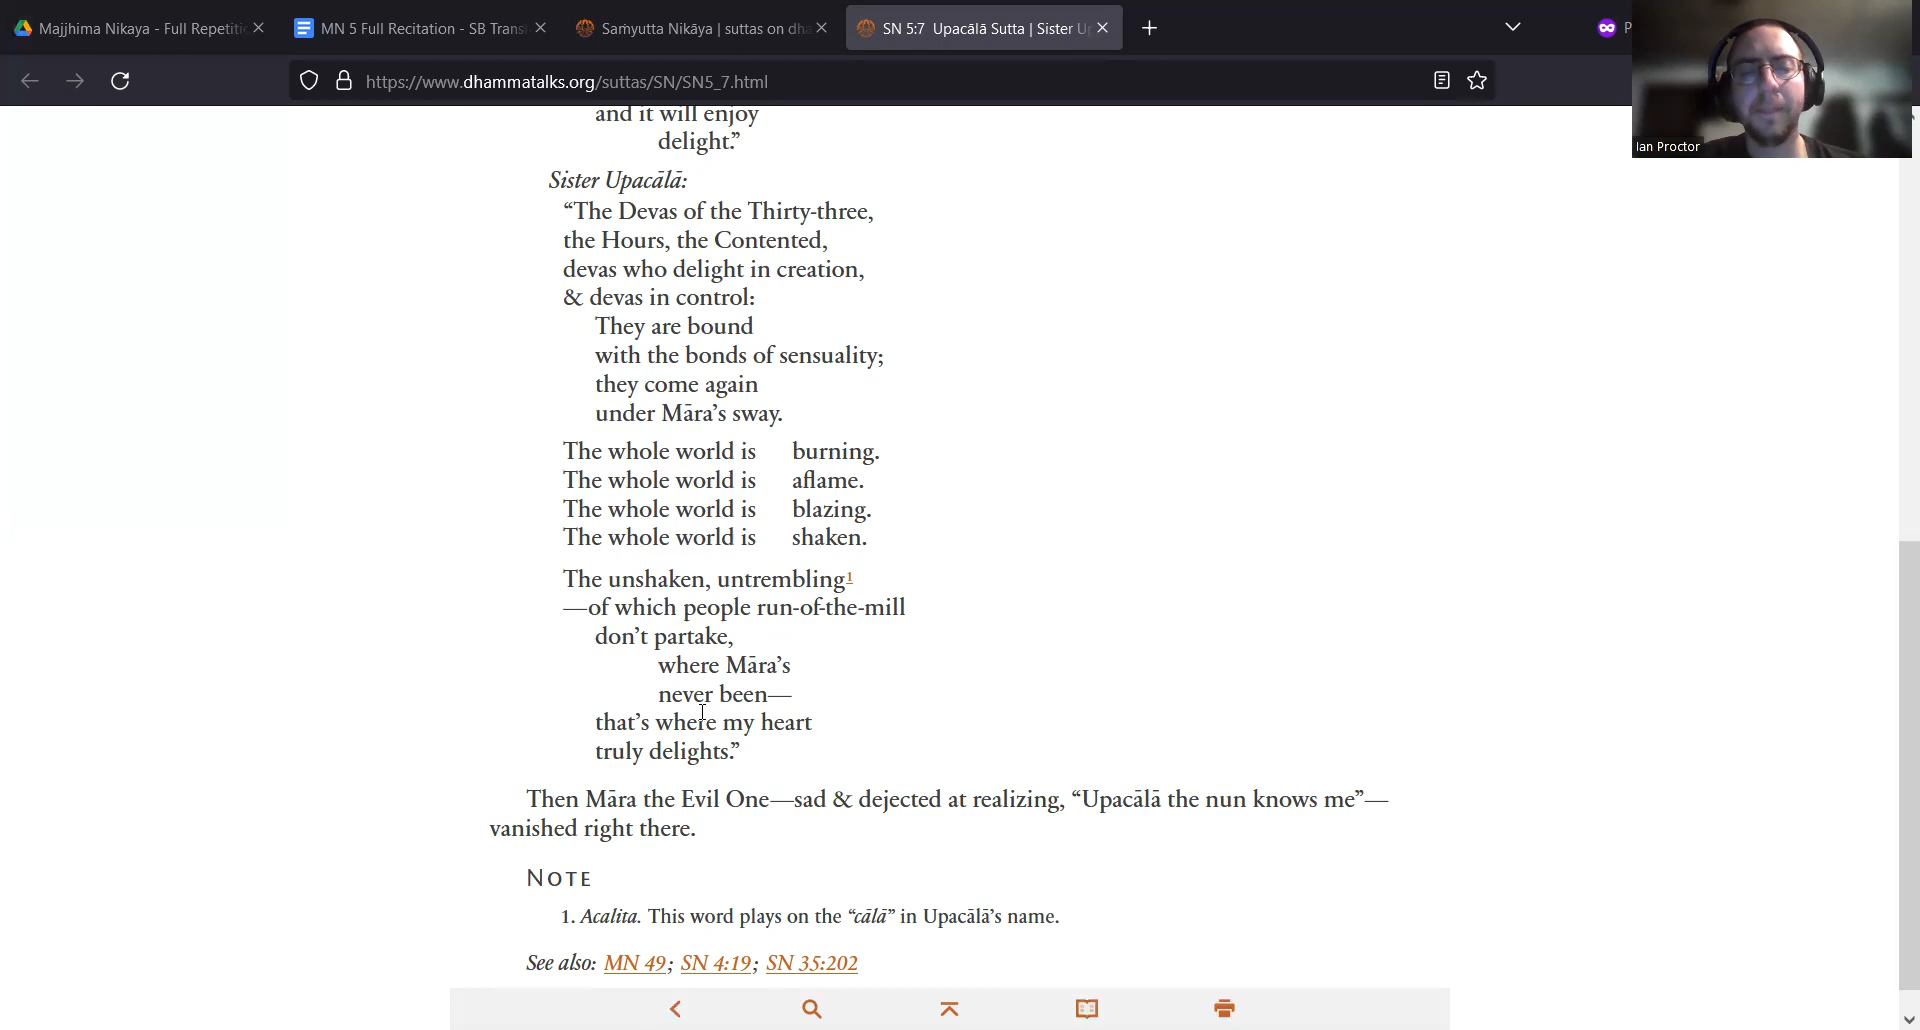 Majjhima Nikaya - Full Repetitio
MN 5 Full Recitation - SB Trans
Saṁyutta Nikāya | suttas on dha
SN 5:7 Upacālā Sutta | Sister Up
P
https://www.dhammatalks.org/suttas/SN/SN5_7.html
Ian Proctor
and it will enjoy
delight.”
Sister Upacālā:
“The Devas of the Thirty-three,
the Hours, the Contented,
devas who delight in creation,
& devas in control:
They are bound
with the bonds of sensuality;
they come again
under Māra’s sway.
The whole world is burning.
The whole world is aflame.
The whole world is blazing.
The whole world is shaken.
The unshaken, untrembling1
—of which people run-of-the-mill
don’t partake,
where Māra’s
never been—
that’s where my heart
truly delights.”
Then Māra the Evil One—sad & dejected at realizing, “Upacālā the nun knows me”—
vanished right there.
NOTE
1. Acalita. This word plays on the “cālā” in Upacālā’s name.
See also: MN 49; SN 4:19; SN 35:202